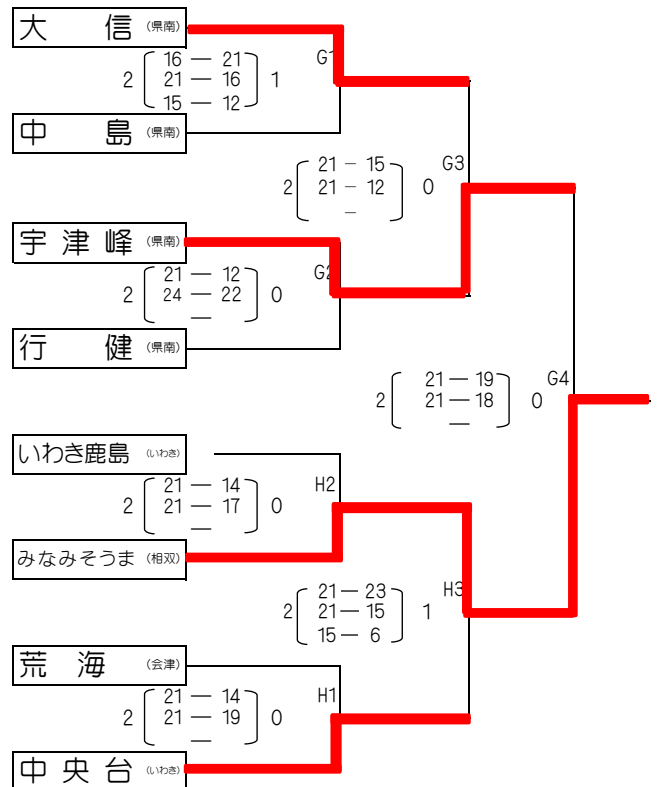 大信 (県南)
G1
16 — 21
2 21 — 16 1
15 — 12
中島 (県南)
G3
21 - 15
2 21 - 12 0
-
宇津峰 (県南)
G2
21 — 12
2 24 — 22 0
—
行健 (県南)
G4
21 — 19
2 21 — 18 0
—
いわき鹿島 (いわき)
H2
21 — 14
2 21 — 17 0
—
みなみそうま (相双)
H3
21 — 23
2 21 — 15 1
15 — 6
荒海 (会津)
H1
21 — 14
2 21 — 19 0
—
中央台 (いわき)